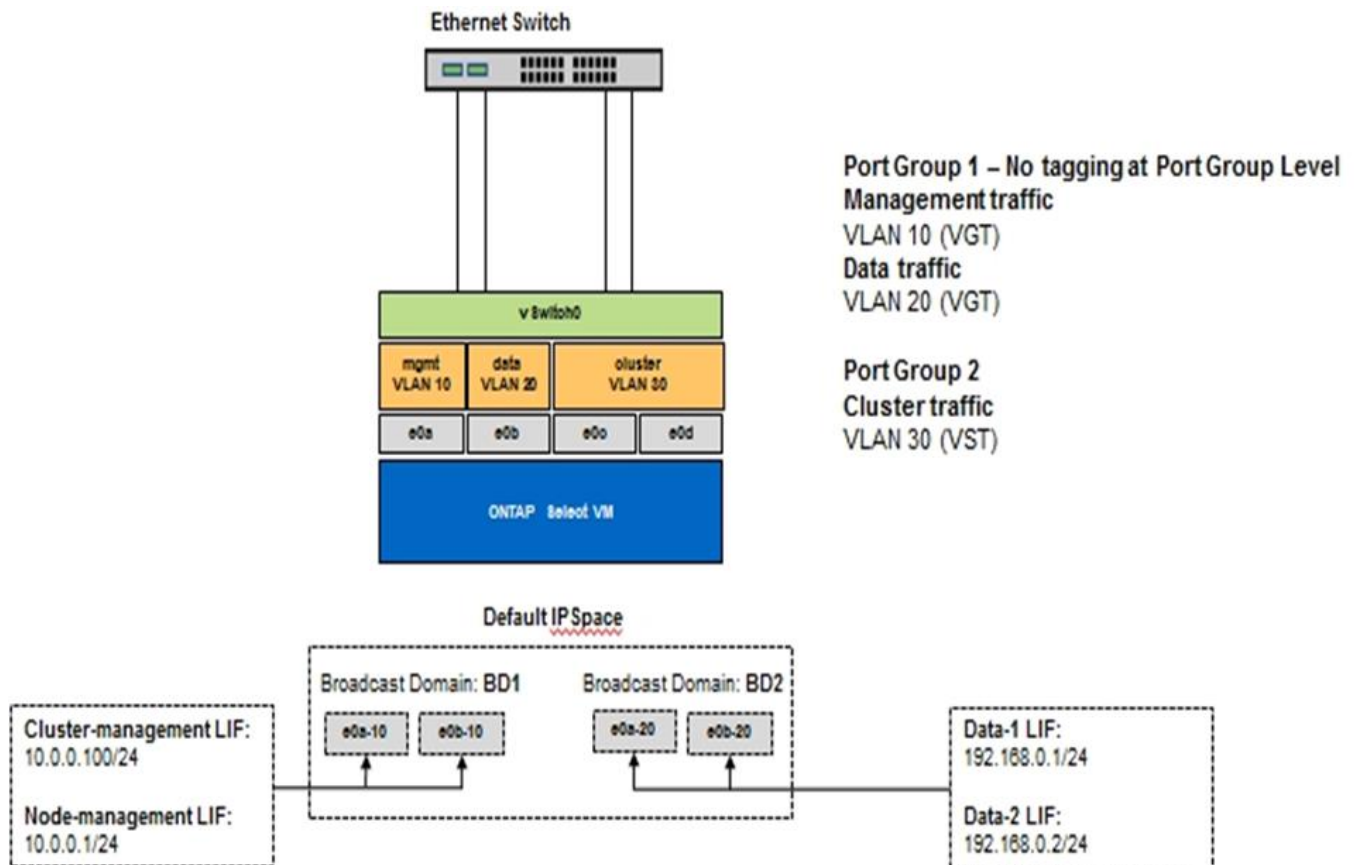 Ethernet Switch
Port Group 1 – No tagging at Port Group Level
Management traffic
VLAN 10 (VGT)
Data traffic
VLAN 20 (VGT)
Port Group 2
Cluster traffic
VLAN 30 (VST)
vSwitch0
mgmt
VLAN 10
data
VLAN 20
cluster
VLAN 30
e0a
e0b
e0c
e0d
ONTAP Select VM
Default IPSpace
Broadcast Domain: BD1
Broadcast Domain: BD2
e0a-10
e0b-10
e0a-20
e0b-20
Cluster-management LIF:
10.0.0.100/24
Node-management LIF:
10.0.0.1/24
Data-1 LIF:
192.168.0.1/24
Data-2 LIF:
192.168.0.2/24